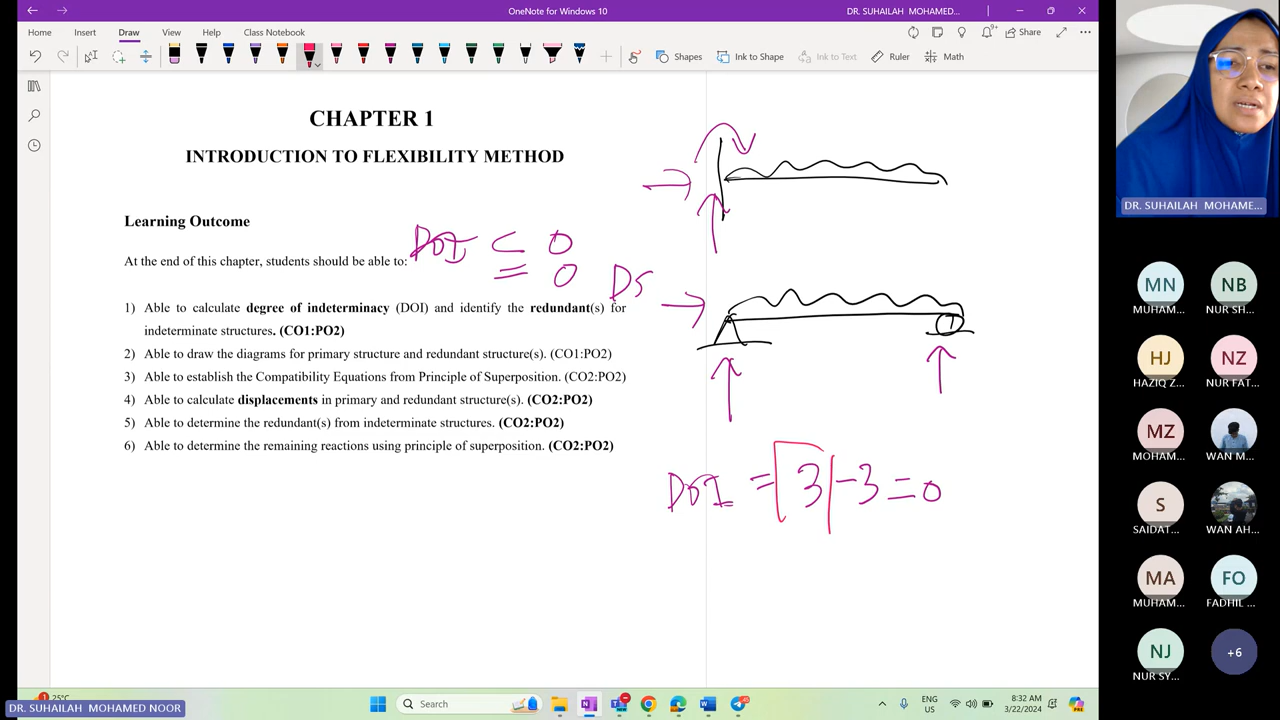 OneNote for Windows 10
DR. SUHAILAH MOHAMED...
Home Insert Draw View Help Class Notebook
9+
Share
Shapes Ink to Shape Ink to Text Ruler Math
CHAPTER 1
INTRODUCTION TO FLEXIBILITY METHOD
Learning Outcome
At the end of this chapter, students should be able to:
DOI < 0
= 0
DS
1) Able to calculate degree of indeterminacy (DOI) and identify the redundant(s) for
indeterminate structures. (CO1:PO2)
2) Able to draw the diagrams for primary structure and redundant structure(s). (CO1:PO2)
3) Able to establish the Compatibility Equations from Principle of Superposition. (CO2:PO2)
4) Able to calculate displacements in primary and redundant structure(s). (CO2:PO2)
5) Able to determine the redundant(s) from indeterminate structures. (CO2:PO2)
6) Able to determine the remaining reactions using principle of superposition. (CO2:PO2)
DOI = 3 - 3 = 0
DR. SUHAILAH MOHAME...
MN NB
MUHAM... NUR SH...
HJ NZ
HAZIQ Z... NUR FAT...
MZ
MOHAM... WAN M...
S
SAIDAT... WAN AH...
MA FO
MUHAM... FADHIL ...
NJ +6
NUR SY...
1 25°C
DR. SUHAILAH MOHAMED NOOR
Search
ENG
US
8:32 AM
3/22/2024